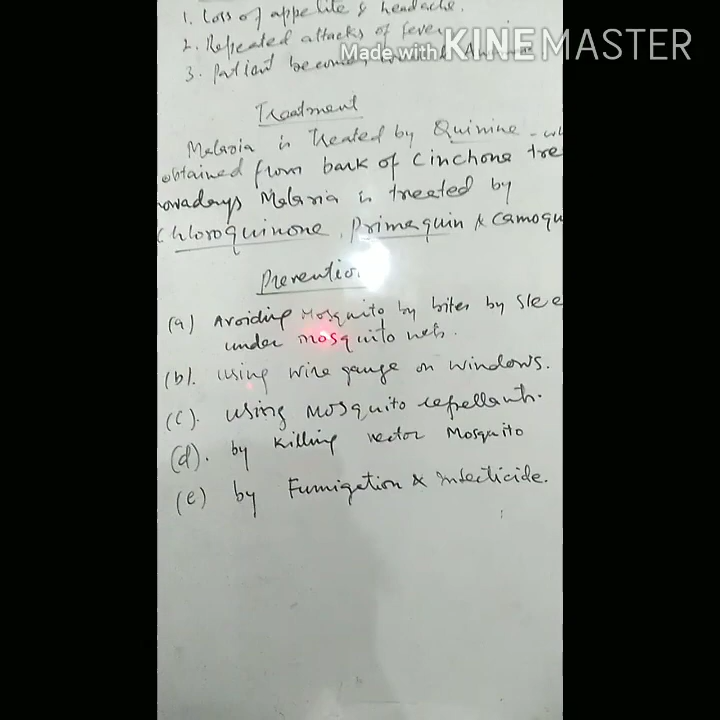 1. Loss of appetite & headache.
2. Repeated attacks of fever
Made with KINEMASTER
3. Patient becomes
Treatment
Malaria is Treated by Quinine -
obtained from bark of Cinchona tre
nowadays Malaria is treated by
Chloroquinone, Primaquin & Camoqu
Prevention
(a) Avoiding Mosquito by bites by Slee
under mosquito nets.
(b). using wire gauge on windows.
(c). using Mosquito repellants.
(d). by Killing vector Mosquito
(e) by Fumigation & insecticide.